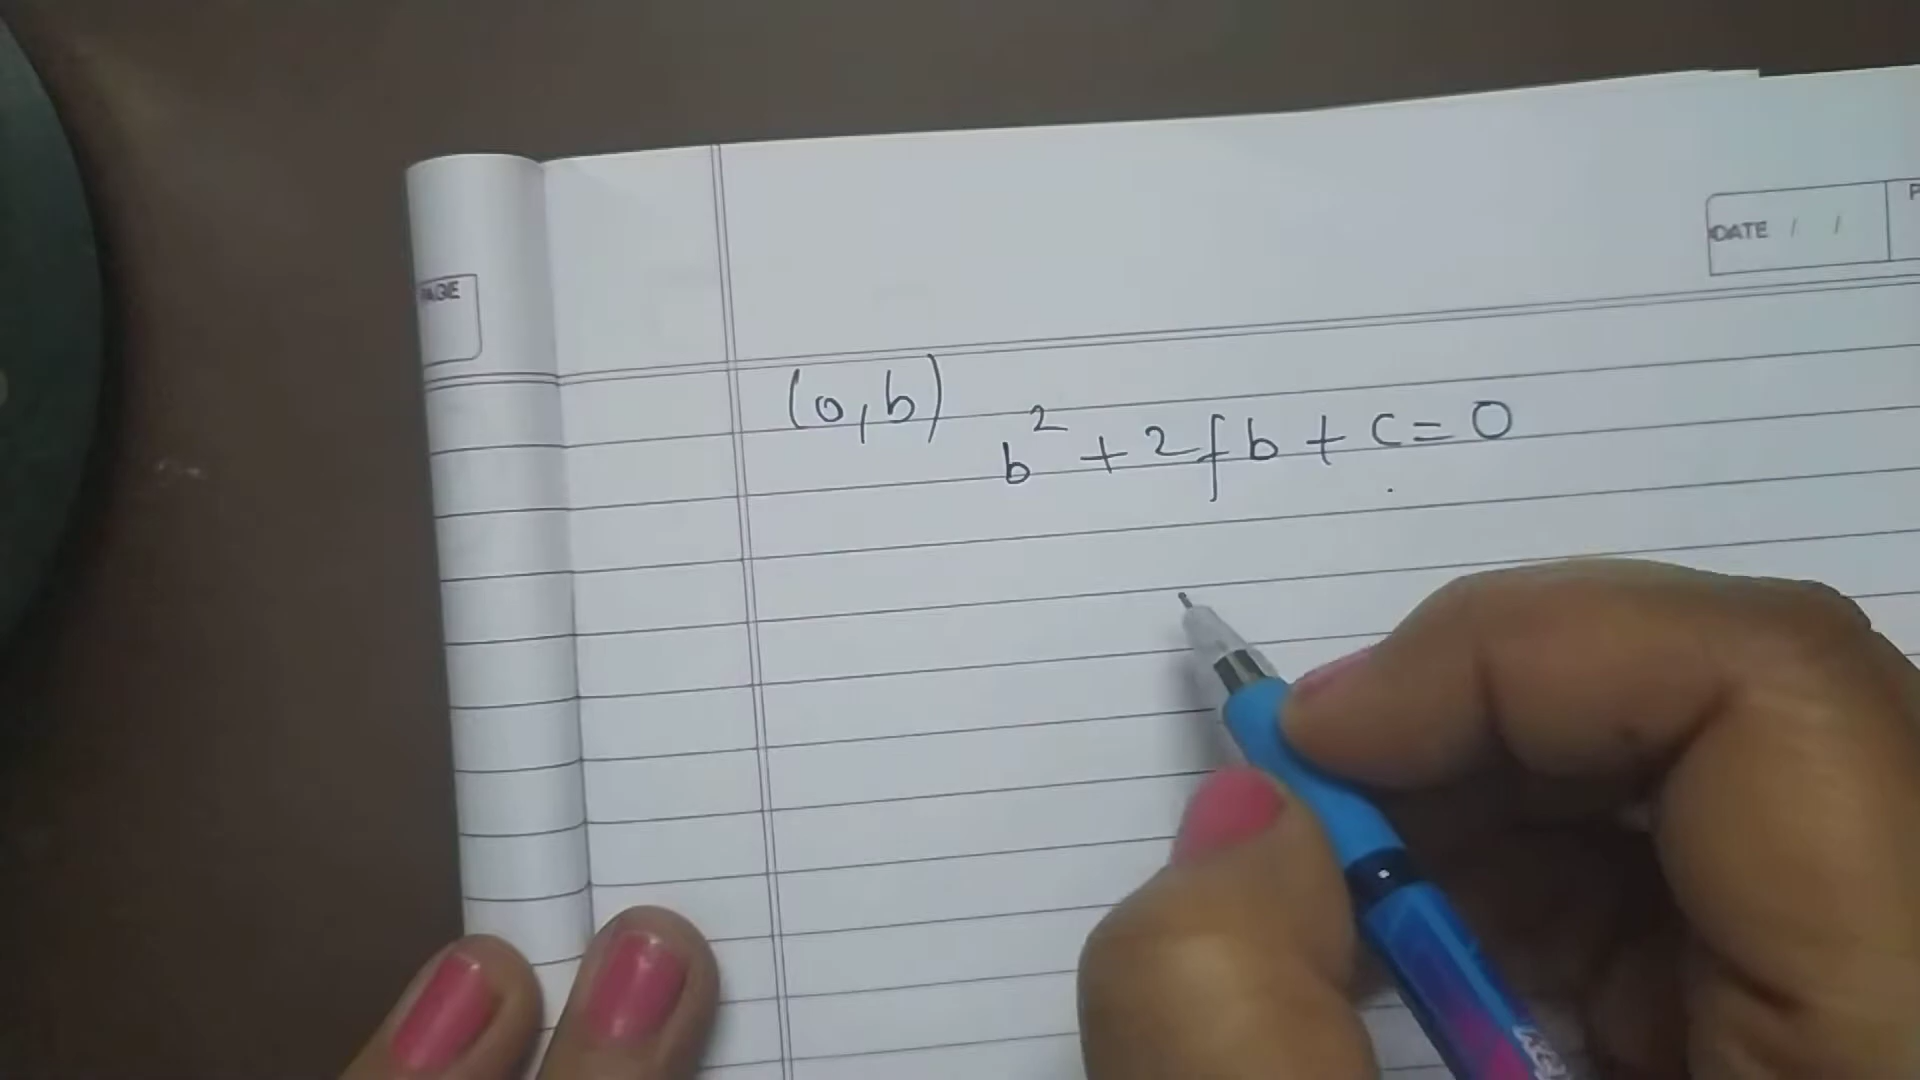 DATE / /
PAGE
(0,b)
b² + 2fb + c = 0